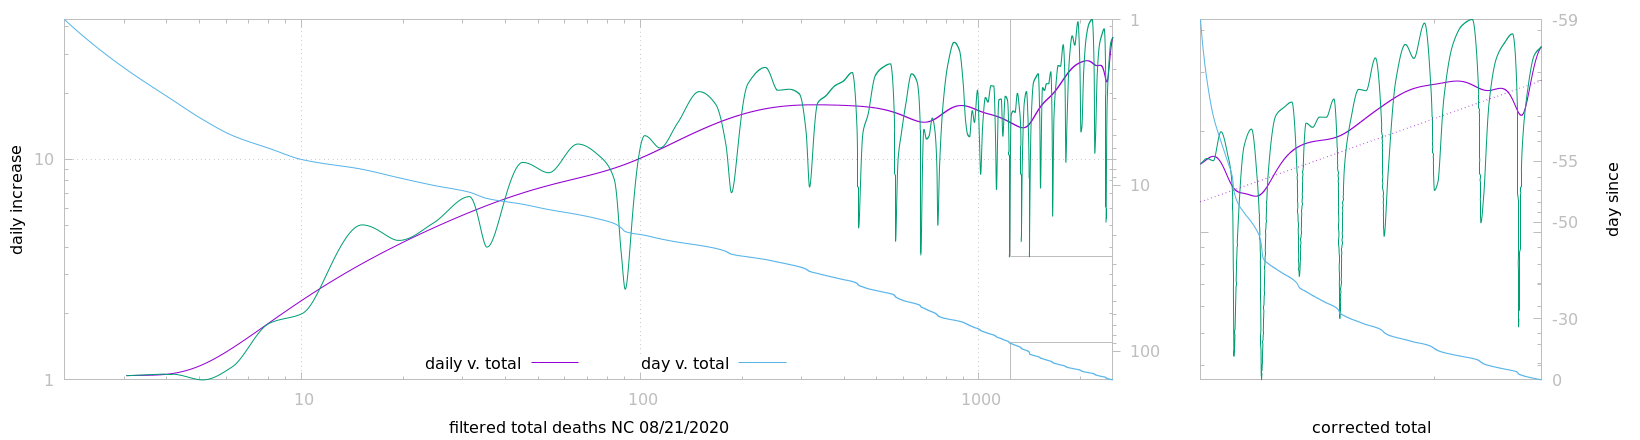 daily increase
10
1
daily v. total
day v. total
10
100
1000
1
10
100
filtered total deaths NC 08/21/2020
-59
-55
-50
-30
0
day since
corrected total